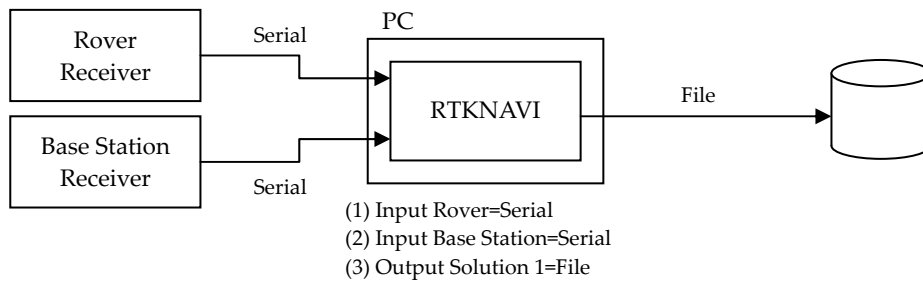 PC
Rover
Receiver
Serial
RTKNAVI
File
Base Station
Receiver
Serial
(1) Input Rover=Serial
(2) Input Base Station=Serial
(3) Output Solution 1=File